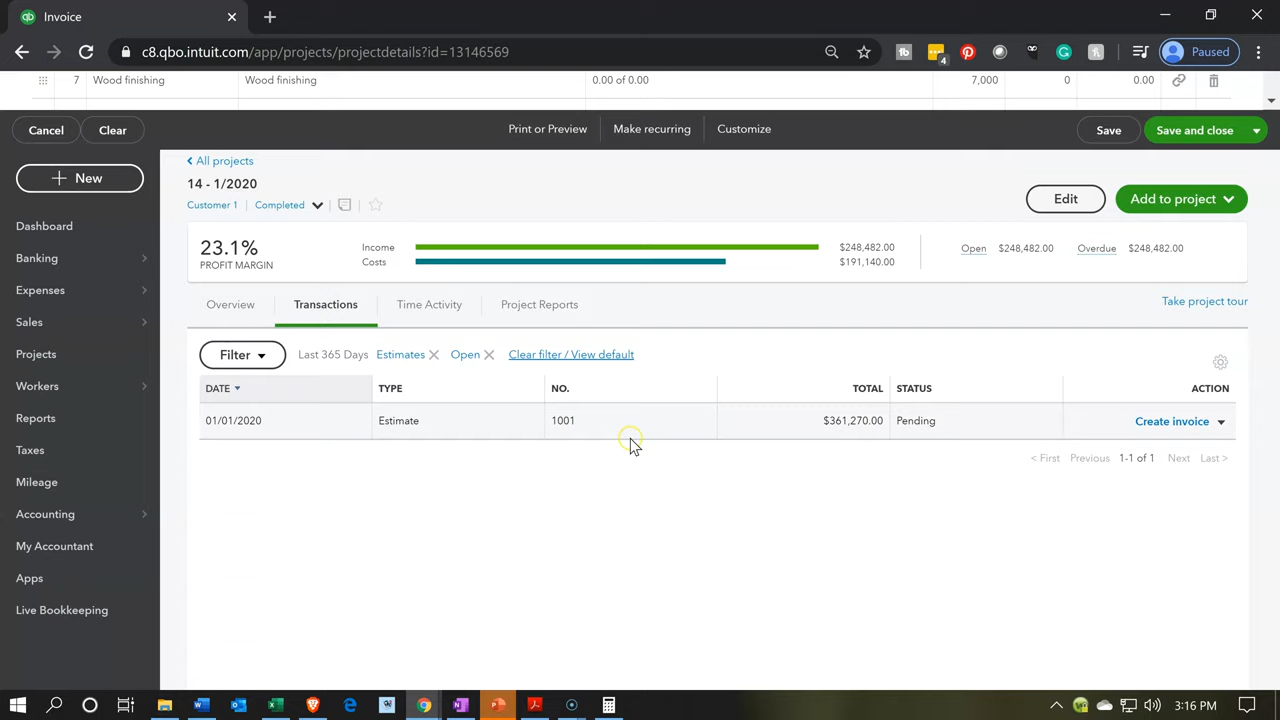 Invoice
c8.qbo.intuit.com/app/projects/projectdetails?id=13146569
4
Paused
7 Wood finishing Wood finishing 0.00 of 0.00 7,000 0 0.00
Cancel Clear Print or Preview Make recurring Customize Save Save and close
New
Dashboard
Banking
Expenses
Sales
Projects
Workers
Reports
Taxes
Mileage
Accounting
My Accountant
Apps
Live Bookkeeping
All projects
14 - 1/2020
Customer 1 Completed
Edit Add to project
23.1%
PROFIT MARGIN
Income $248,482.00
Costs $191,140.00
Open $248,482.00 Overdue $248,482.00
Overview Transactions Time Activity Project Reports
Take project tour
Filter Last 365 Days Estimates Open Clear filter / View default
DATE TYPE NO. TOTAL STATUS ACTION
01/01/2020 Estimate 1001 $361,270.00 Pending Create invoice
< First Previous 1-1 of 1 Next Last >
3:16 PM